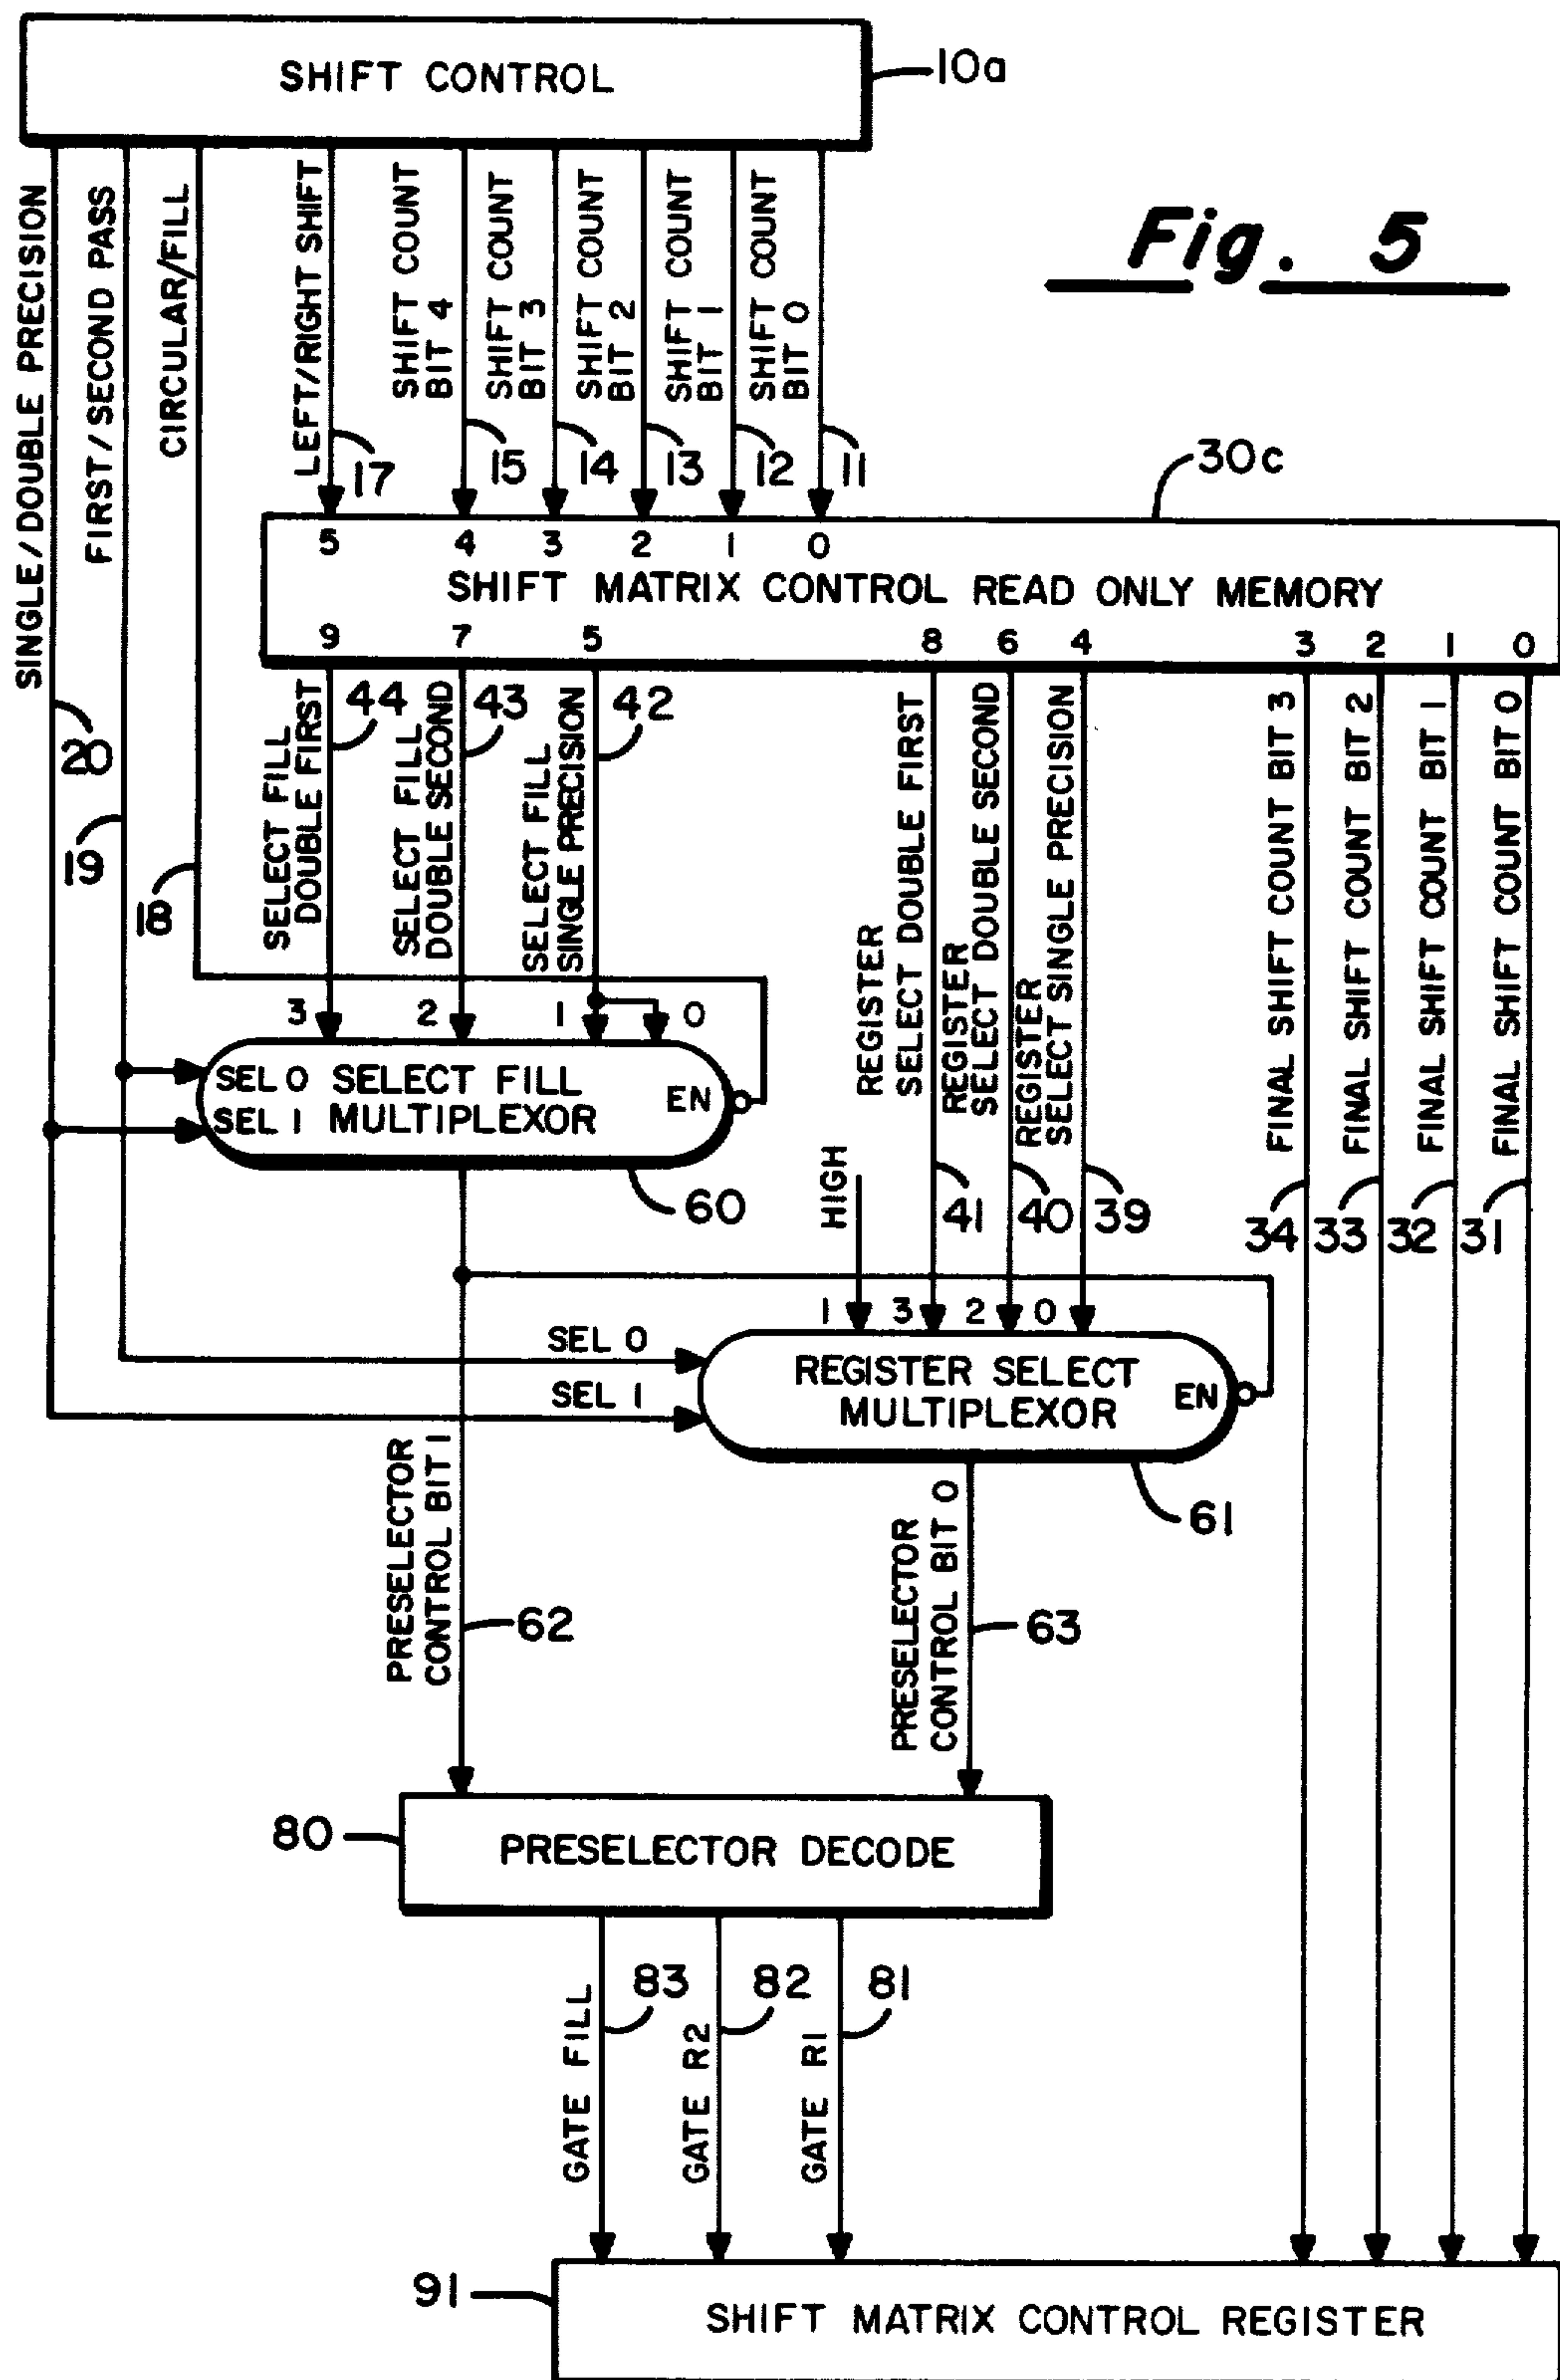 SHIFT CONTROL
10a
Fig. 5
SINGLE/DOUBLE PRECISION
FIRST/SECOND PASS
CIRCULAR/FILL
LEFT/RIGHT SHIFT
SHIFT COUNT
BIT 4
SHIFT COUNT
BIT 3
SHIFT COUNT
BIT 2
SHIFT COUNT
BIT 1
SHIFT COUNT
BIT 0
17
15
14
13
12
11
30c
5 4 3 2 1 0
SHIFT MATRIX CONTROL READ ONLY MEMORY
9 7 5 8 6 4 3 2 1 0
20
19
18
SELECT FILL
DOUBLE FIRST
44
SELECT FILL
DOUBLE SECOND
43
SELECT FILL
SINGLE PRECISION
42
REGISTER
SELECT DOUBLE FIRST
REGISTER
SELECT DOUBLE SECOND
REGISTER
SELECT SINGLE PRECISION
FINAL SHIFT COUNT BIT 3
FINAL SHIFT COUNT BIT 2
FINAL SHIFT COUNT BIT 1
FINAL SHIFT COUNT BIT 0
3 2 1 0
SEL 0 SELECT FILL
SEL 1 MULTIPLEXOR
EN
60
HIGH
41
40
39
34
33
32
31
1 3 2 0
SEL 0
SEL 1
REGISTER SELECT
MULTIPLEXOR
EN
61
PRESELECTOR
CONTROL BIT 1
62
PRESELECTOR
CONTROL BIT 0
63
80
PRESELECTOR DECODE
GATE FILL
83
GATE R2
82
GATE R1
81
91
SHIFT MATRIX CONTROL REGISTER